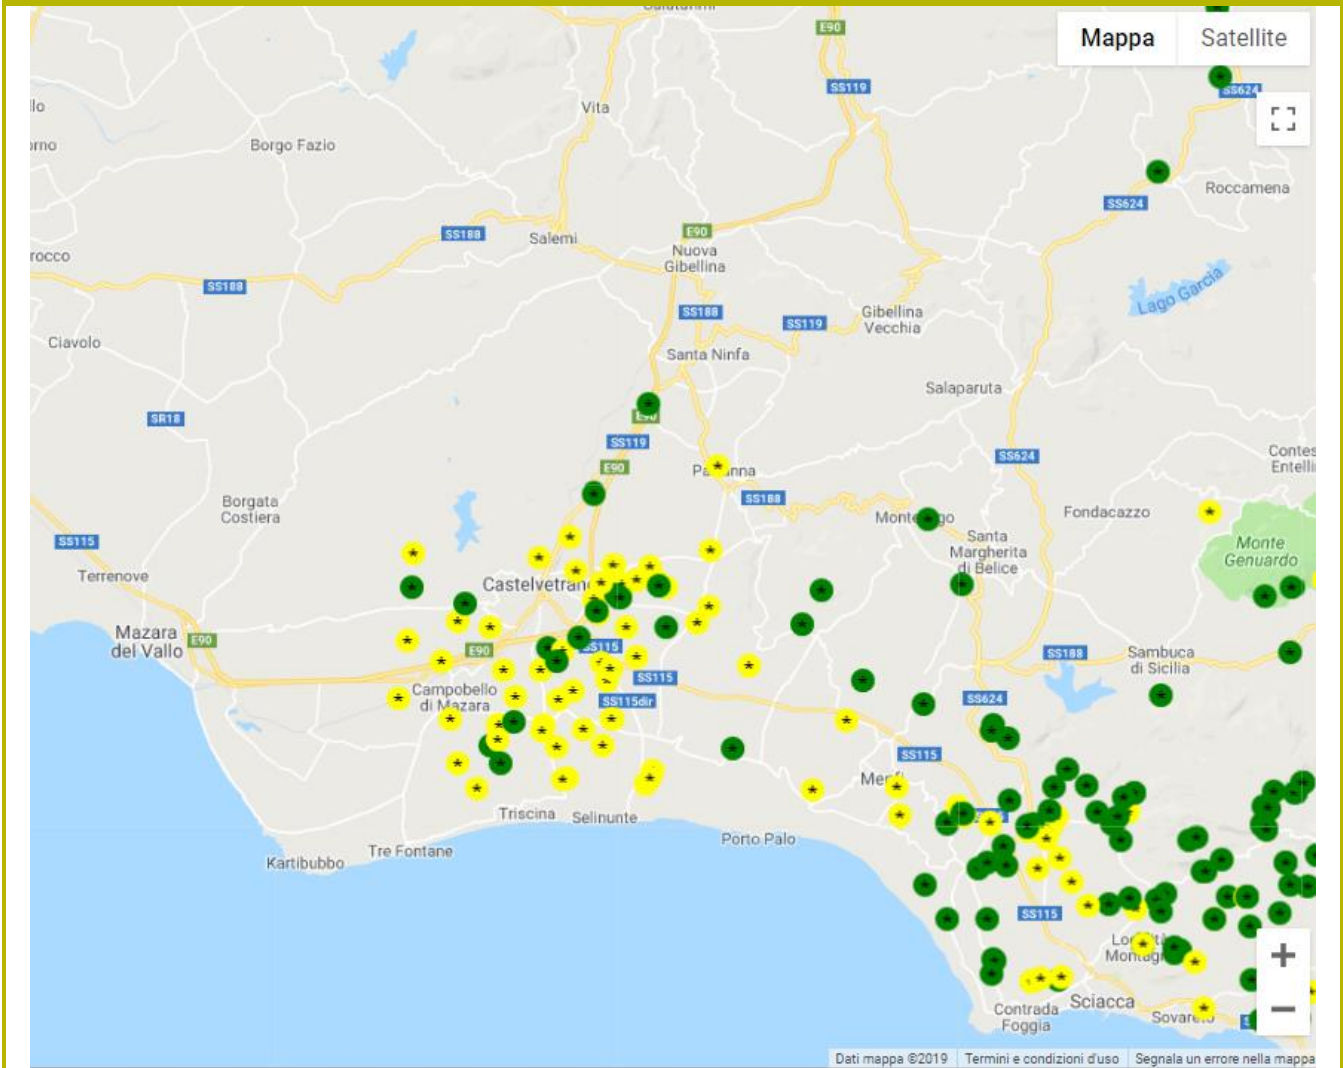 E90
Mappa
Satellite
SS119
SS624
Vita
Borgo Fazio
Roccamena
SS624
SS188
Salemi
E90
Nuova
Gibellina
SS188
Lago Garcia
SS188
SS119
Gibellina
Vecchia
Ciavolo
Santa Ninfa
Salaparuta
SR18
E90
SS119
SS624
E90
SS188
Borgata
Costiera
Fondacazzo
SS115
Santa
Margherita
di Belice
Monte
Genuardo
Terrenove
Castelvetran
Mazara
del Vallo
E90
E90
SS115
SS188
Sambuca
di Sicilia
SS115
Campobello
di Mazara
SS115dir
SS624
SS115
Triscina
Selinunte
Porto Palo
Tre Fontane
Kartibubbo
SS115
+
Contrada
Foggia
Sciacca
−
Dati mappa ©2019
Termini e condizioni d'uso
Segnala un errore nella mappa